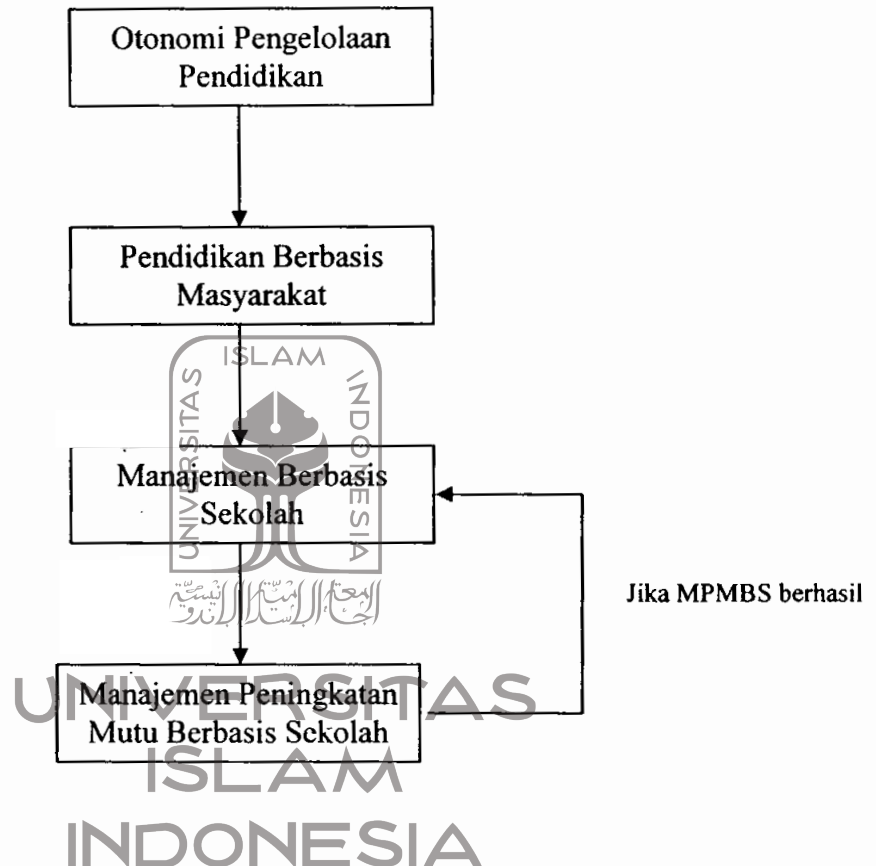 Otonomi Pengelolaan
Pendidikan
Pendidikan Berbasis
Masyarakat
ISLAM
UNIVERSITAS
INDONESIA
Manajemen Berbasis
Sekolah
Jika MPMBS berhasil
Manajemen Peningkatan
Mutu Berbasis Sekolah
UNIVERSITAS
ISLAM
INDONESIA